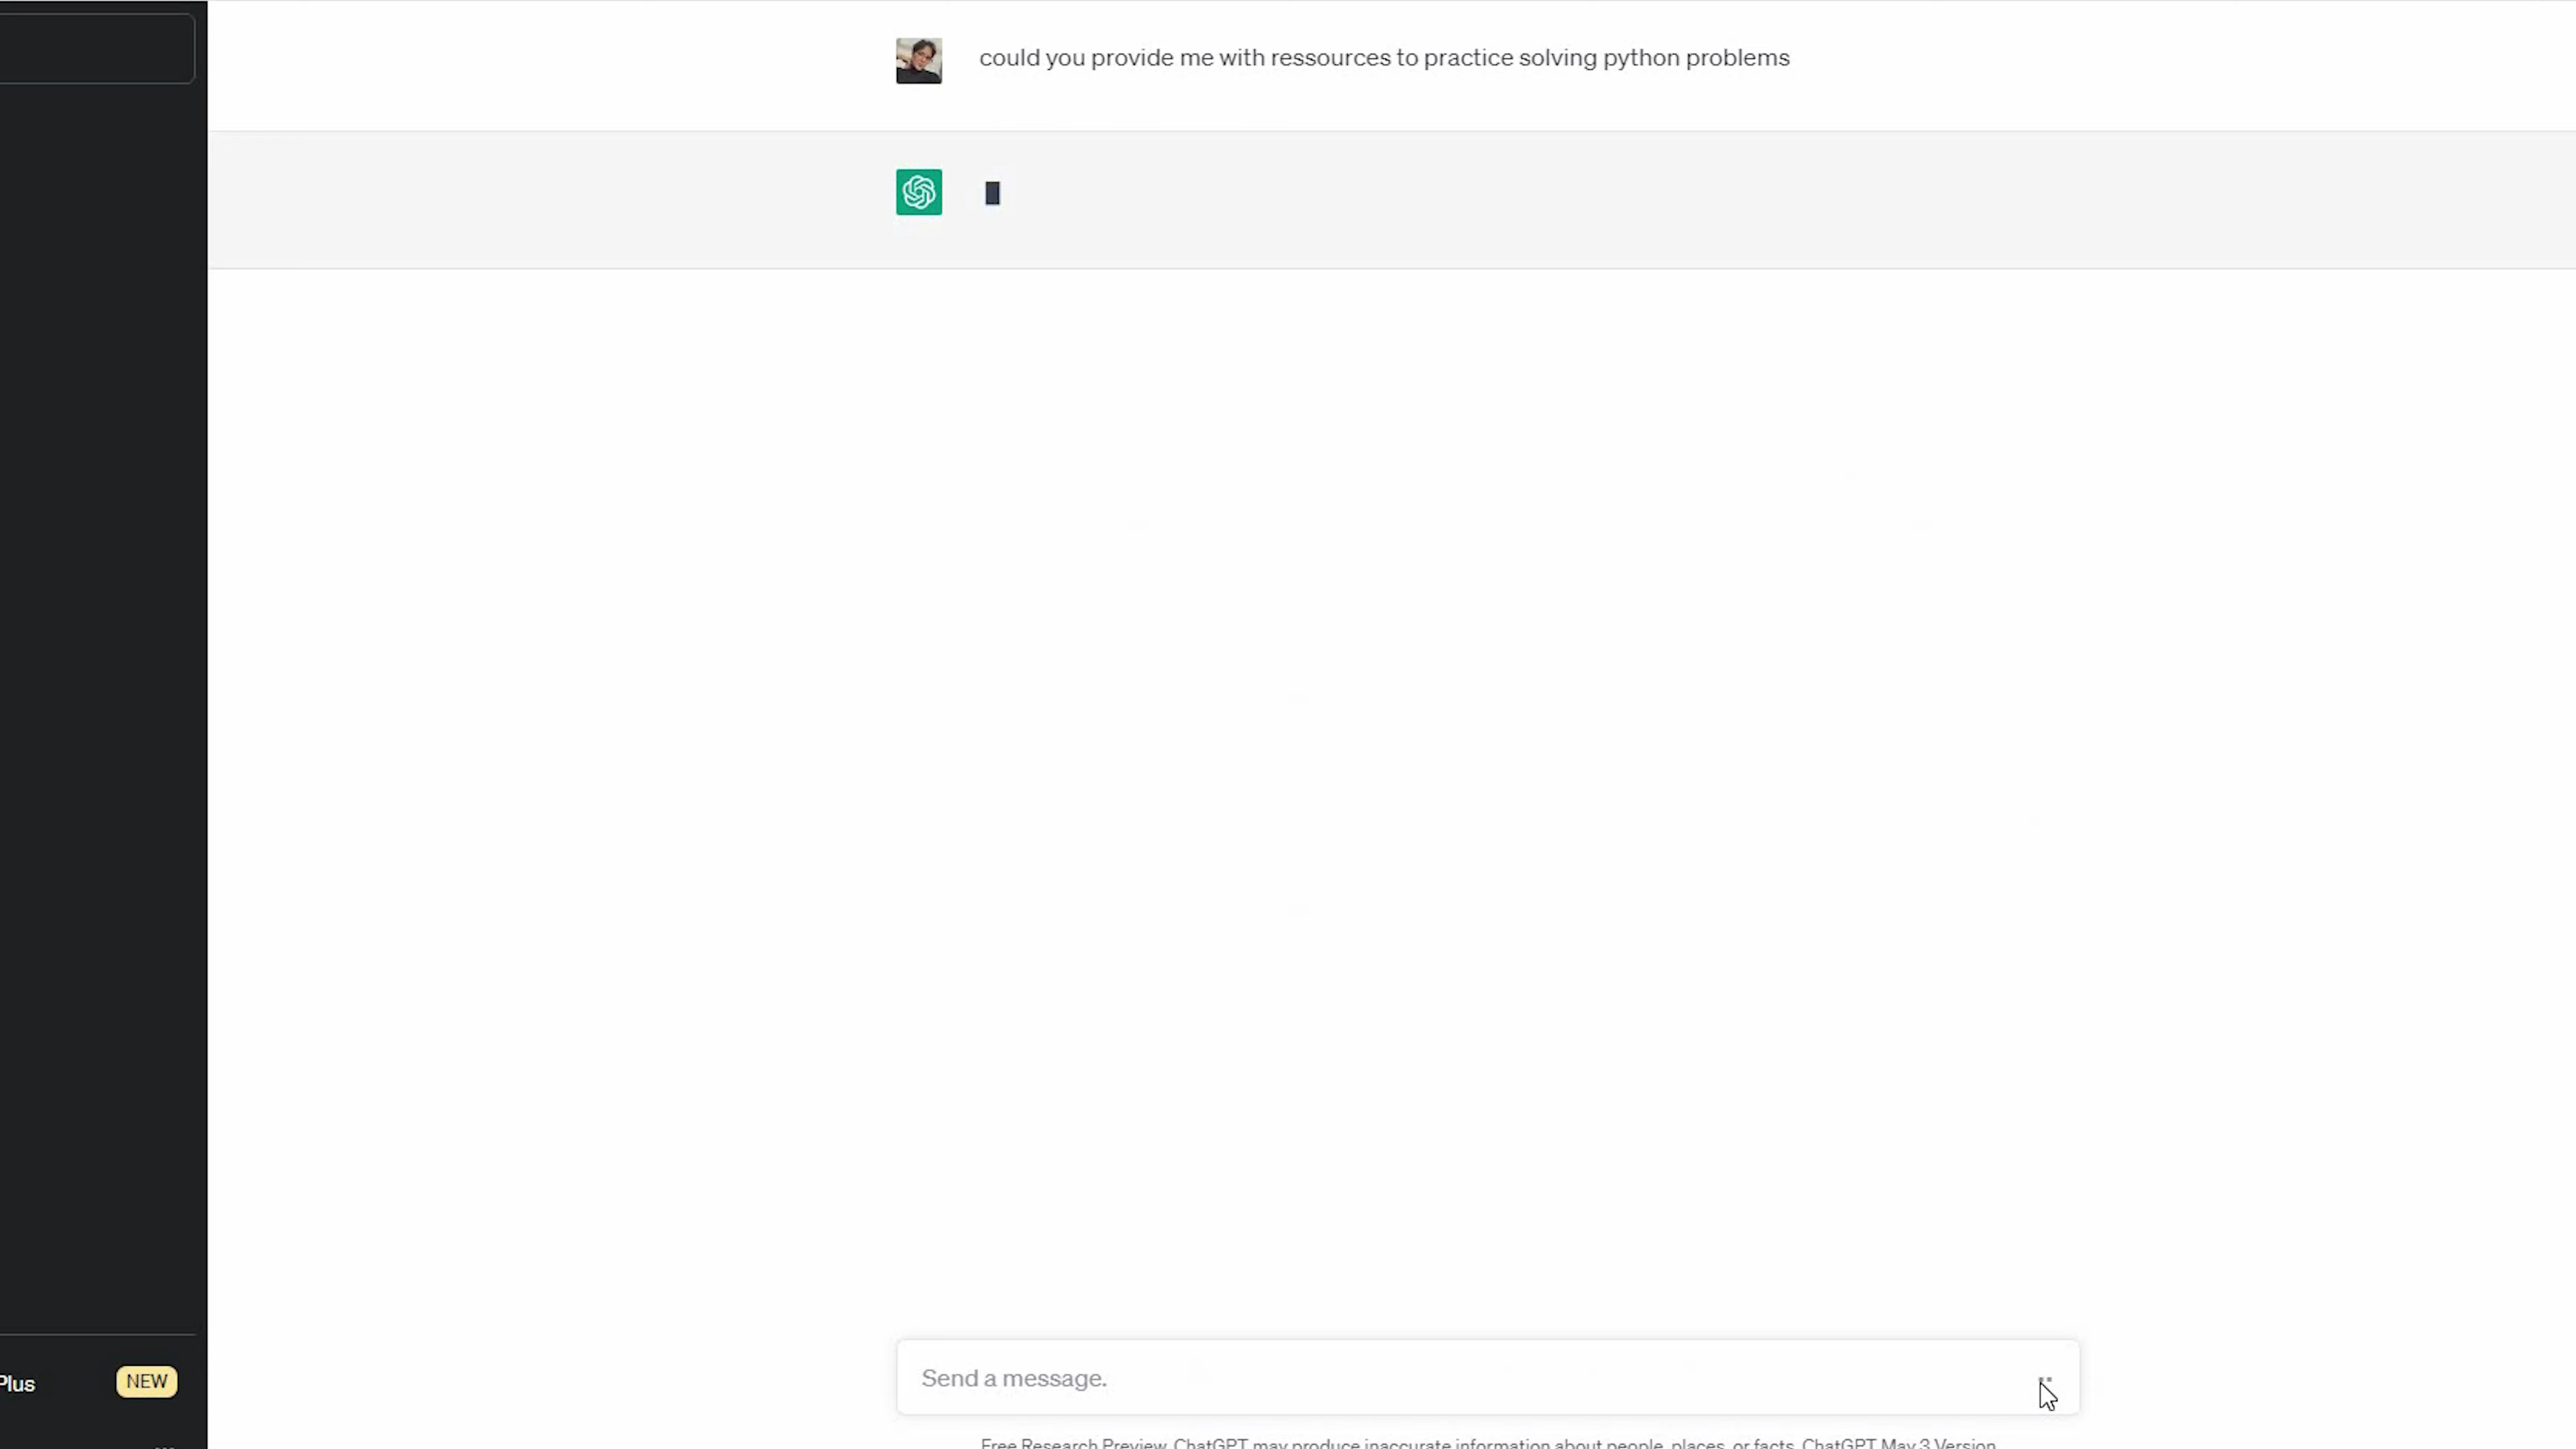 could you provide me with ressources to practice solving python problems
Send a message.
Plus
NEW
Free Research Preview. ChatGPT may produce inaccurate information about people, places, or facts. ChatGPT May 3 Version